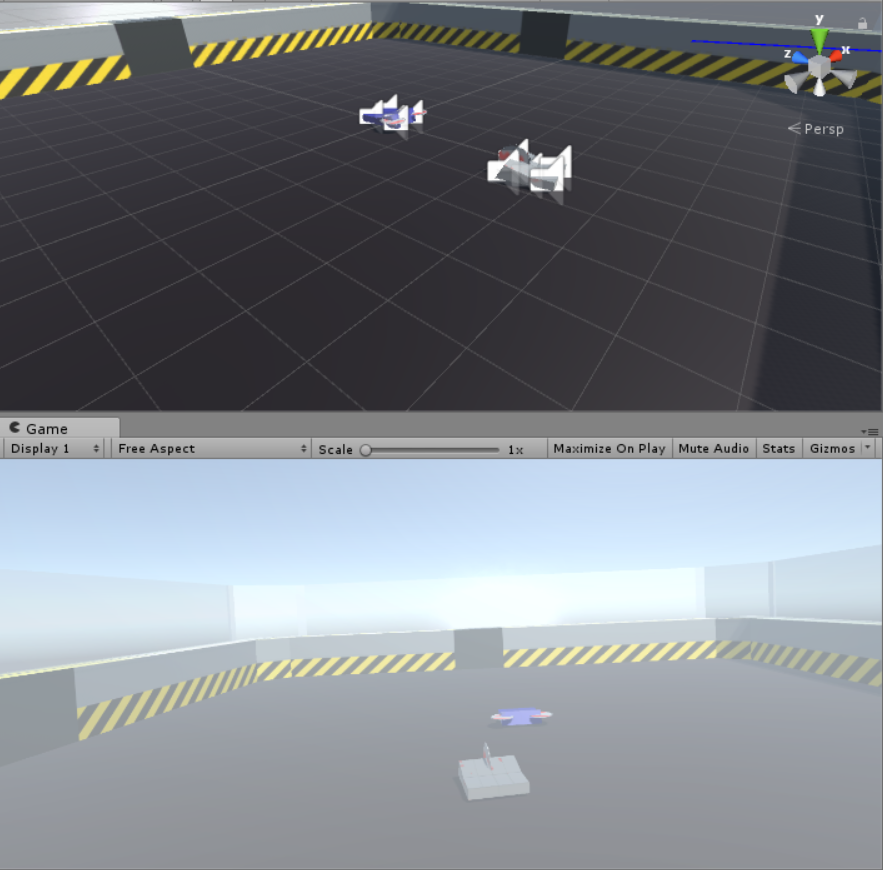 y
z x
Persp
Game
Display 1 Free Aspect Scale 1x Maximize On Play Mute Audio Stats Gizmos